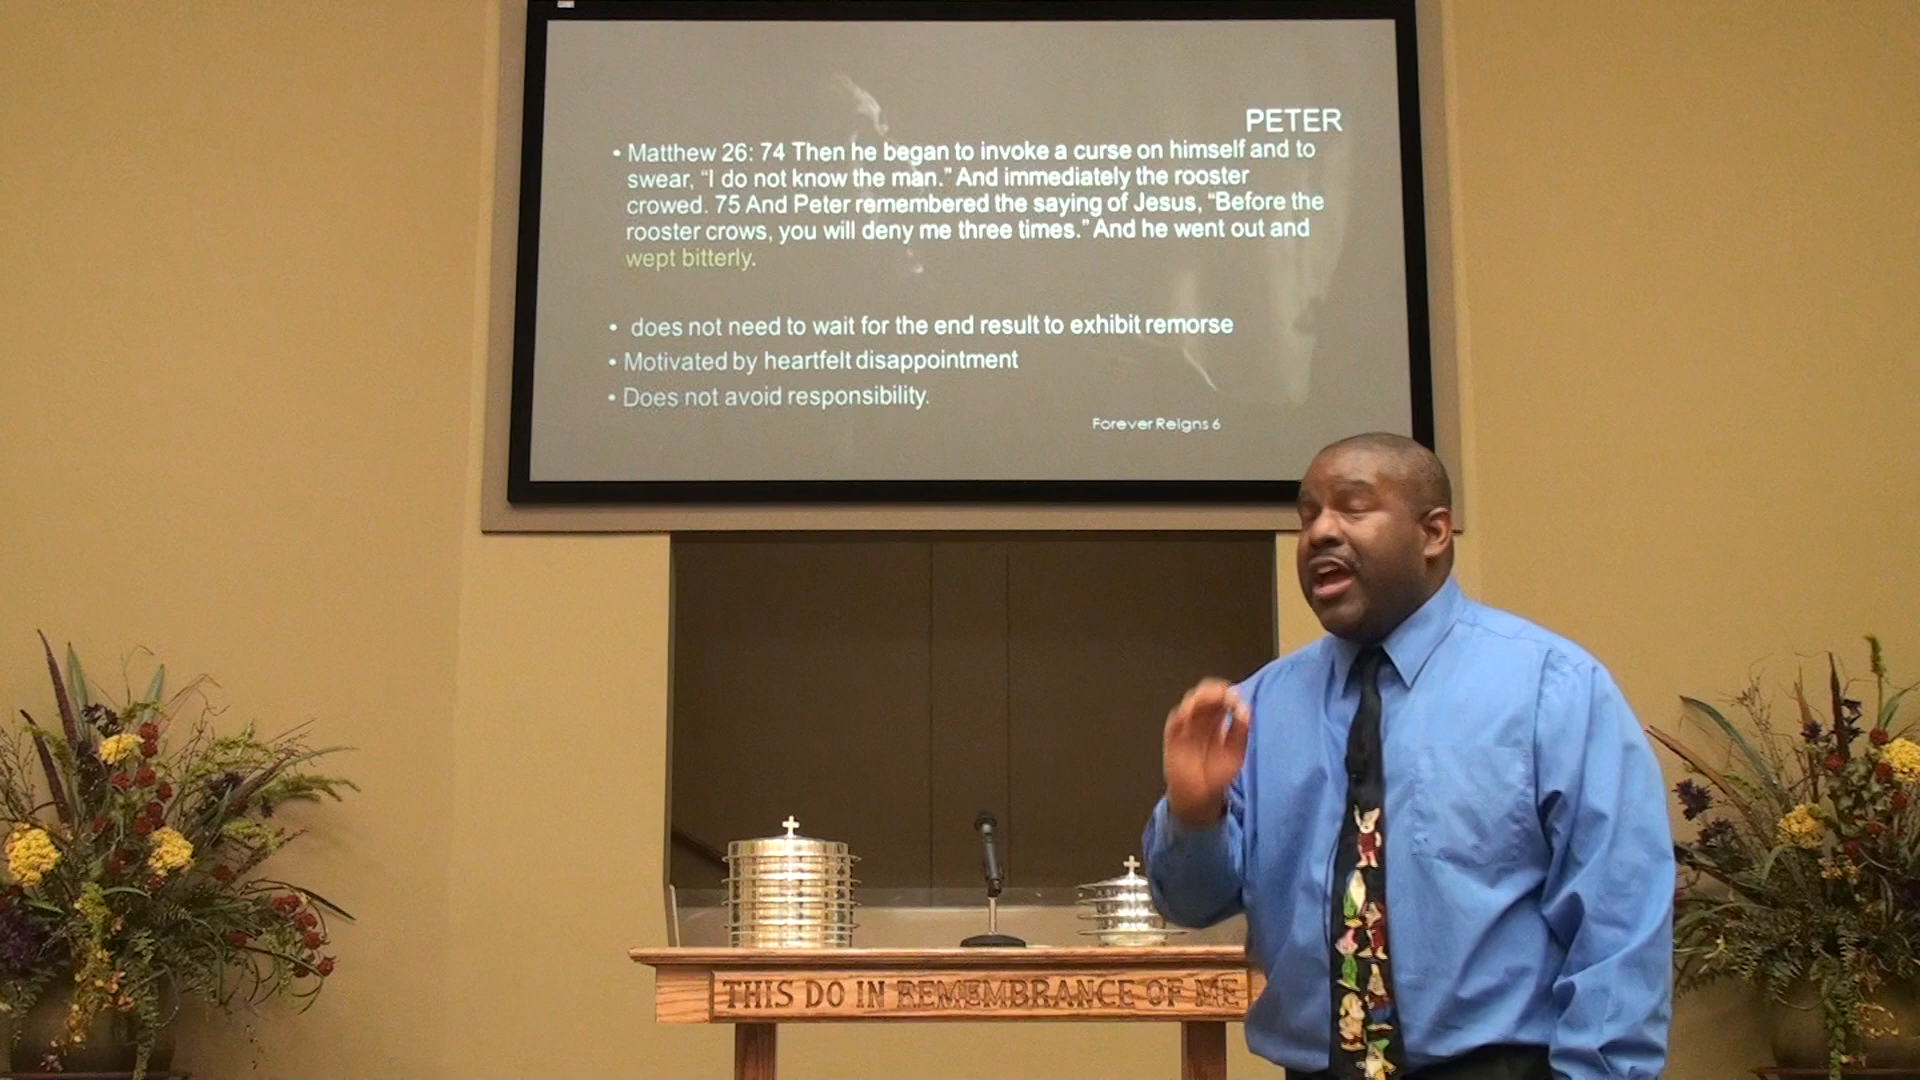 PETER
• Matthew 26: 74 Then he began to invoke a curse on himself and to
swear, “I do not know the man.” And immediately the rooster
crowed. 75 And Peter remembered the saying of Jesus, “Before the
rooster crows, you will deny me three times.” And he went out and
wept bitterly.
• does not need to wait for the end result to exhibit remorse
• Motivated by heartfelt disappointment
• Does not avoid responsibility.
Forever Reigns 6
THIS DO IN REMEMBRANCE OF ME